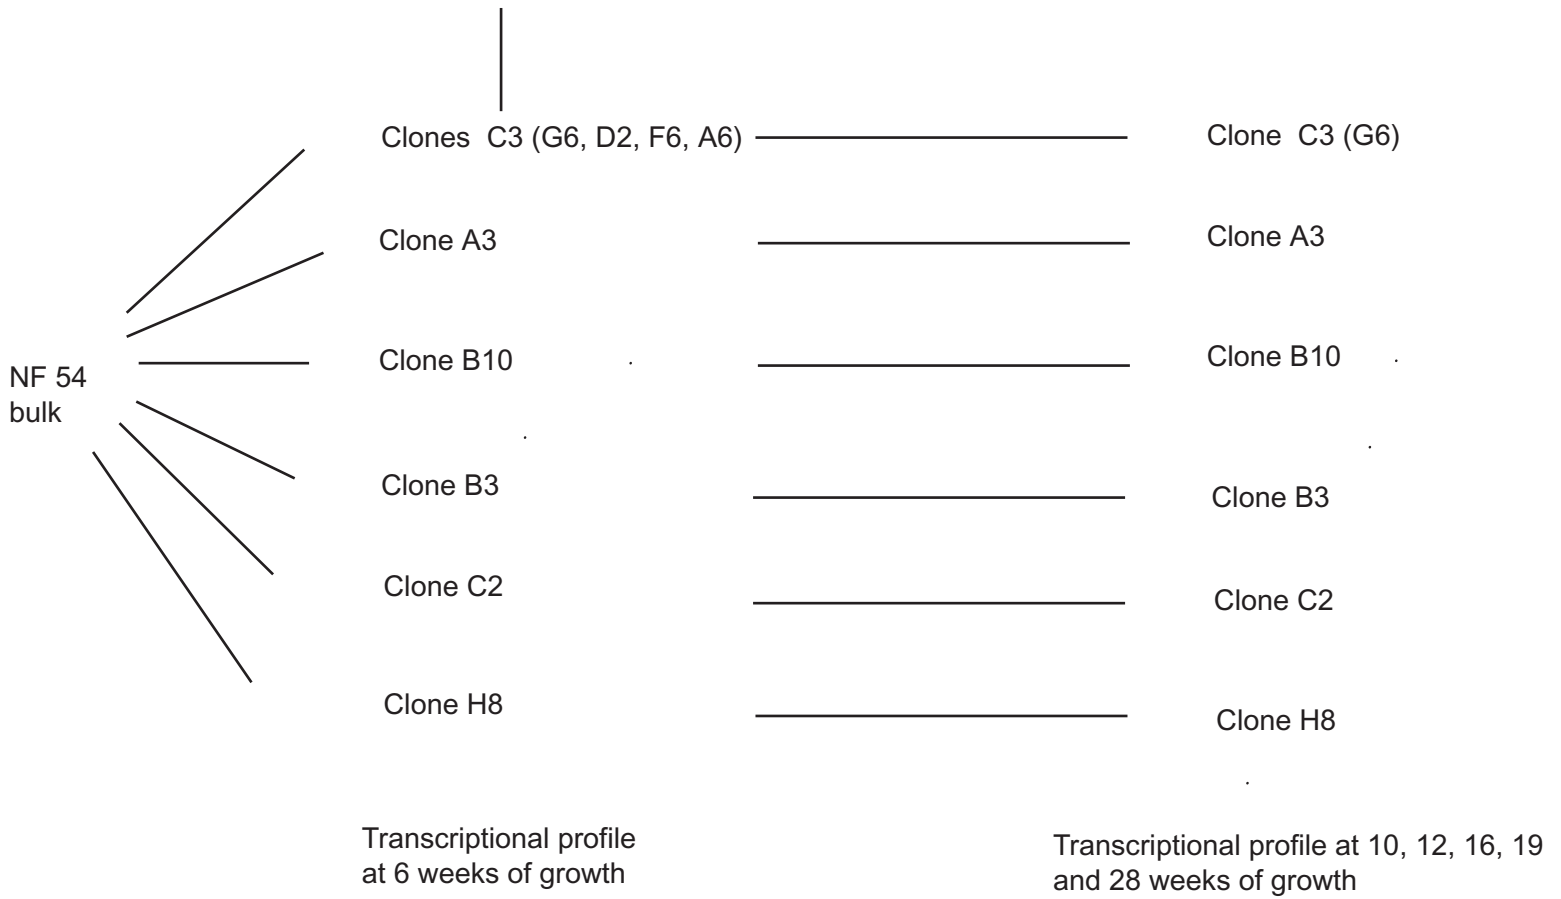 Clones  C3 (G6, D2, F6, A6)
Clone  C3 (G6)
Clone A3
Clone A3
NF 54
bulk
Clone B10
Clone B10
Clone B3
Clone B3
Clone C2
Clone C2
Clone H8
Clone H8
Transcriptional profile
at 6 weeks of growth
Transcriptional profile at 10, 12, 16, 19
and 28 weeks of growth